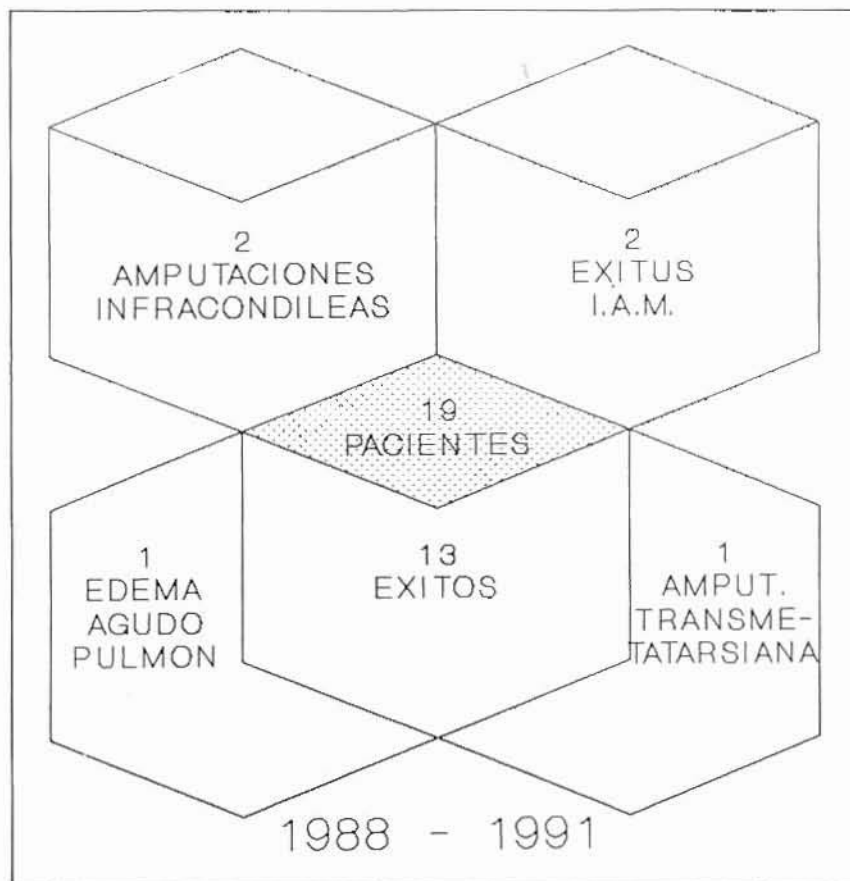 2
AMPUTACIONES
INFRACONDILEAS
2
EXITUS
I.A.M.
19
PACIENTES
1
EDEMA
AGUDO
PULMON
13
EXITOS
1
AMPUT.
TRANSME-
TATARSIANA
1988 - 1991